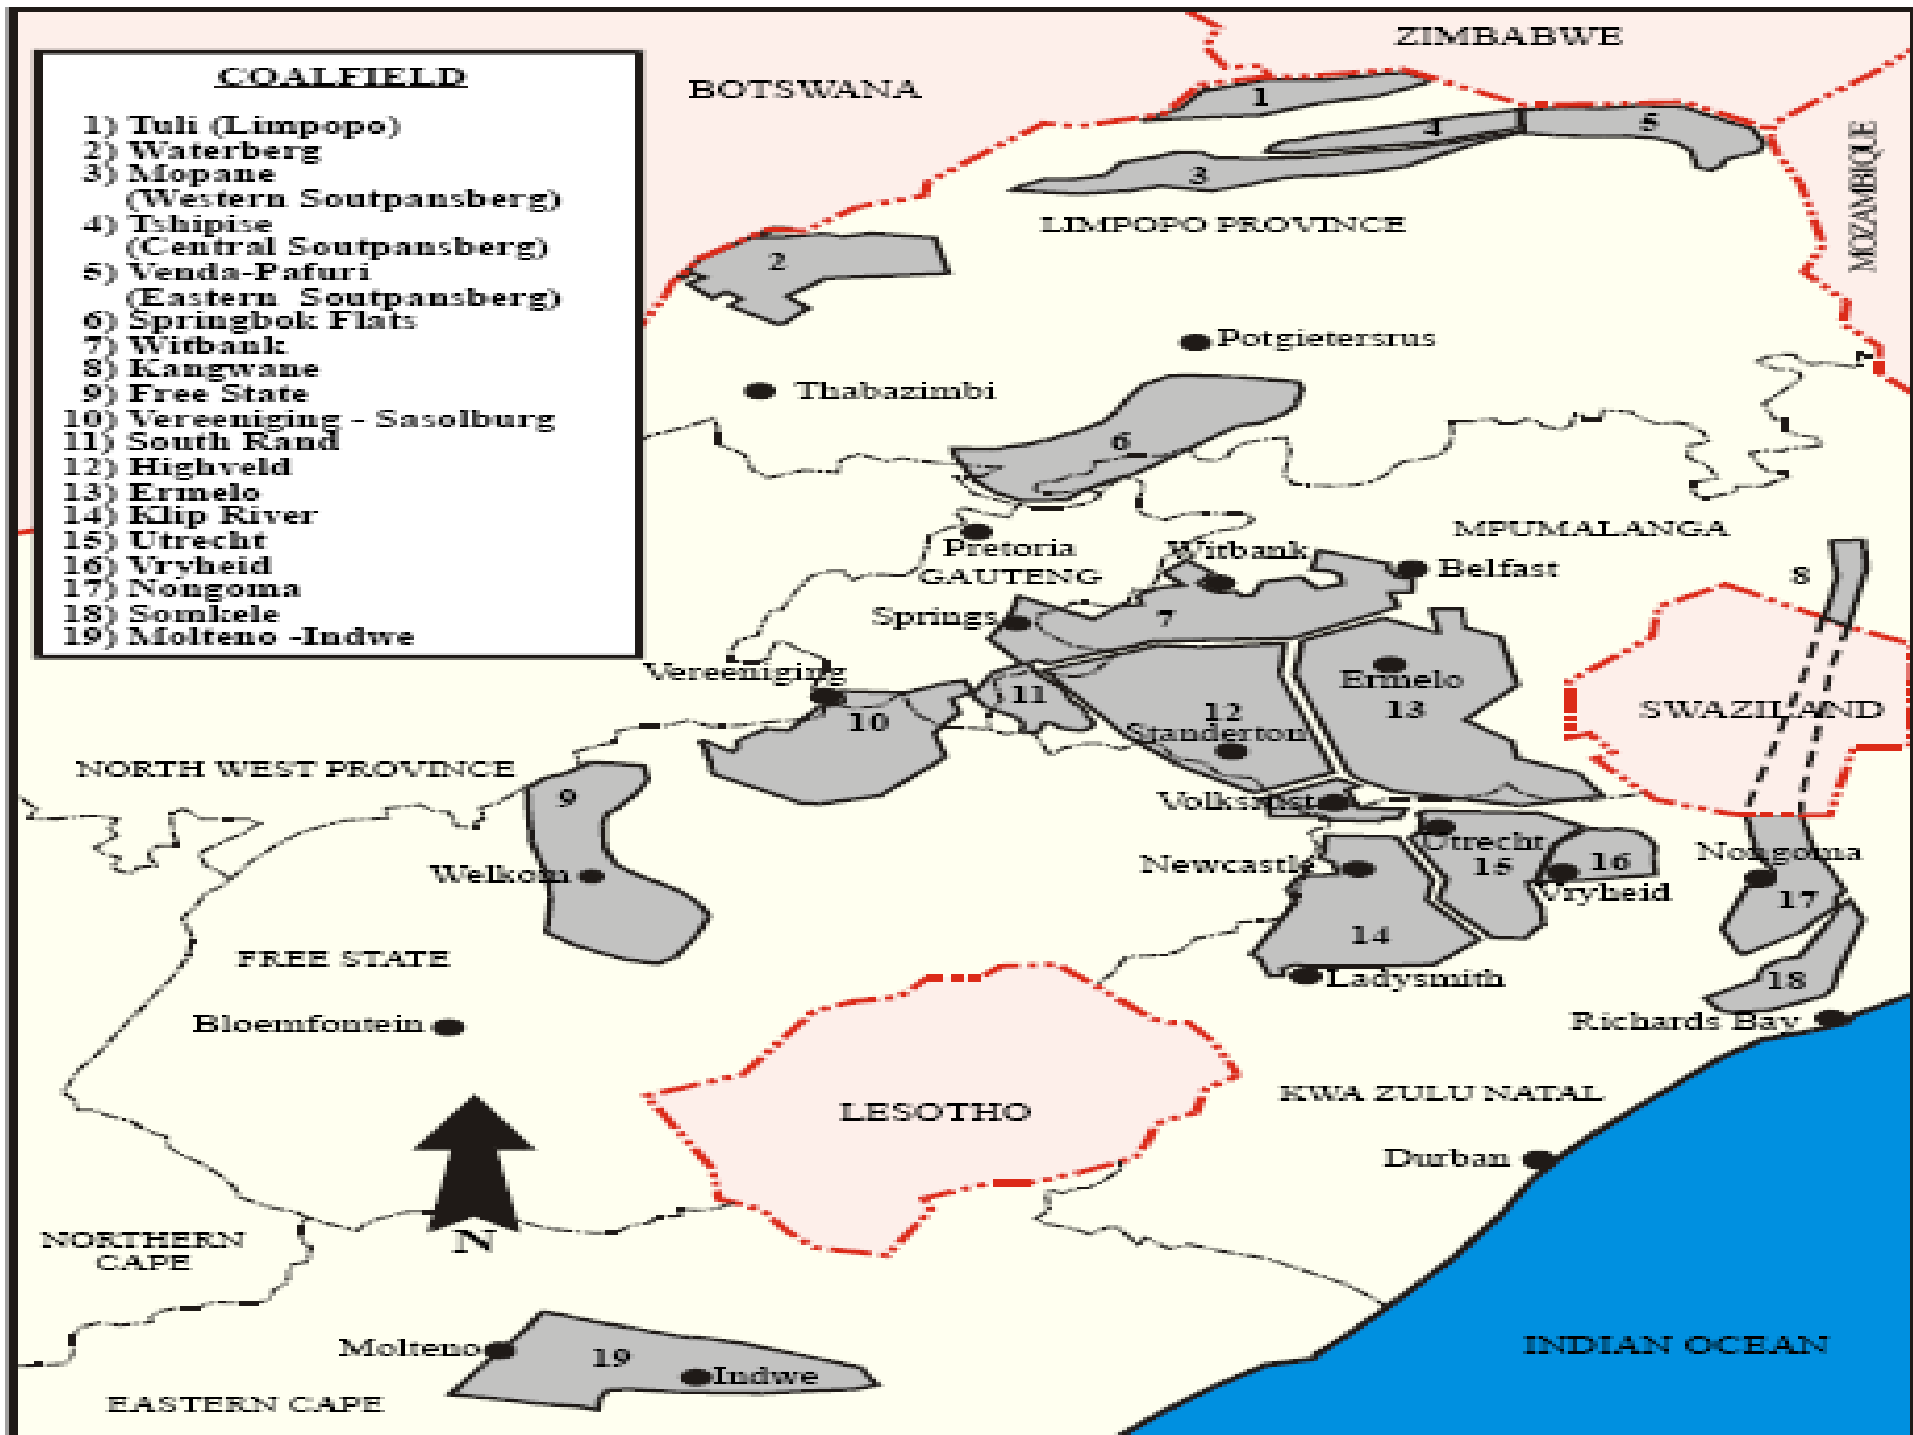 COALFIELD
1) Tuli (Limpopo)
2) Waterberg
3) Mopane
(Western Soutpansberg)
4) Tshipise
(Central Soutpansberg)
5) Venda-Pafuri
(Eastern Soutpansberg)
6) Springbok Flats
7) Witbank
8) Kangwane
9) Free State
10) Vereeniging - Sasolburg
11) South Rand
12) Highveld
13) Ermelo
14) Klip River
15) Utrecht
16) Vryheid
17) Nongoma
18) Somkele
19) Molteno -Indwe
ZIMBABWE
BOTSWANA
1
4
5
3
MOZAMBIQUE
LIMPOPO PROVINCE
2
Potgietersrus
Thabazimbi
6
MPUMALANGA
Pretoria
Witbank
GAUTENG
Belfast
8
Springs
7
Vereeniging
Ermelo
11
10
12
13
SWAZILAND
Standerton
NORTH WEST PROVINCE
9
Volksrust
Utrecht
Newcastle
15
16
Nongoma
Welkom
Vryheid
17
14
FREE STATE
Ladysmith
18
Bloemfontein
Richards Bay
KWA ZULU NATAL
LESOTHO
Durban
N
NORTHERN
CAPE
Molteno
19
Indwe
INDIAN OCEAN
EASTERN CAPE